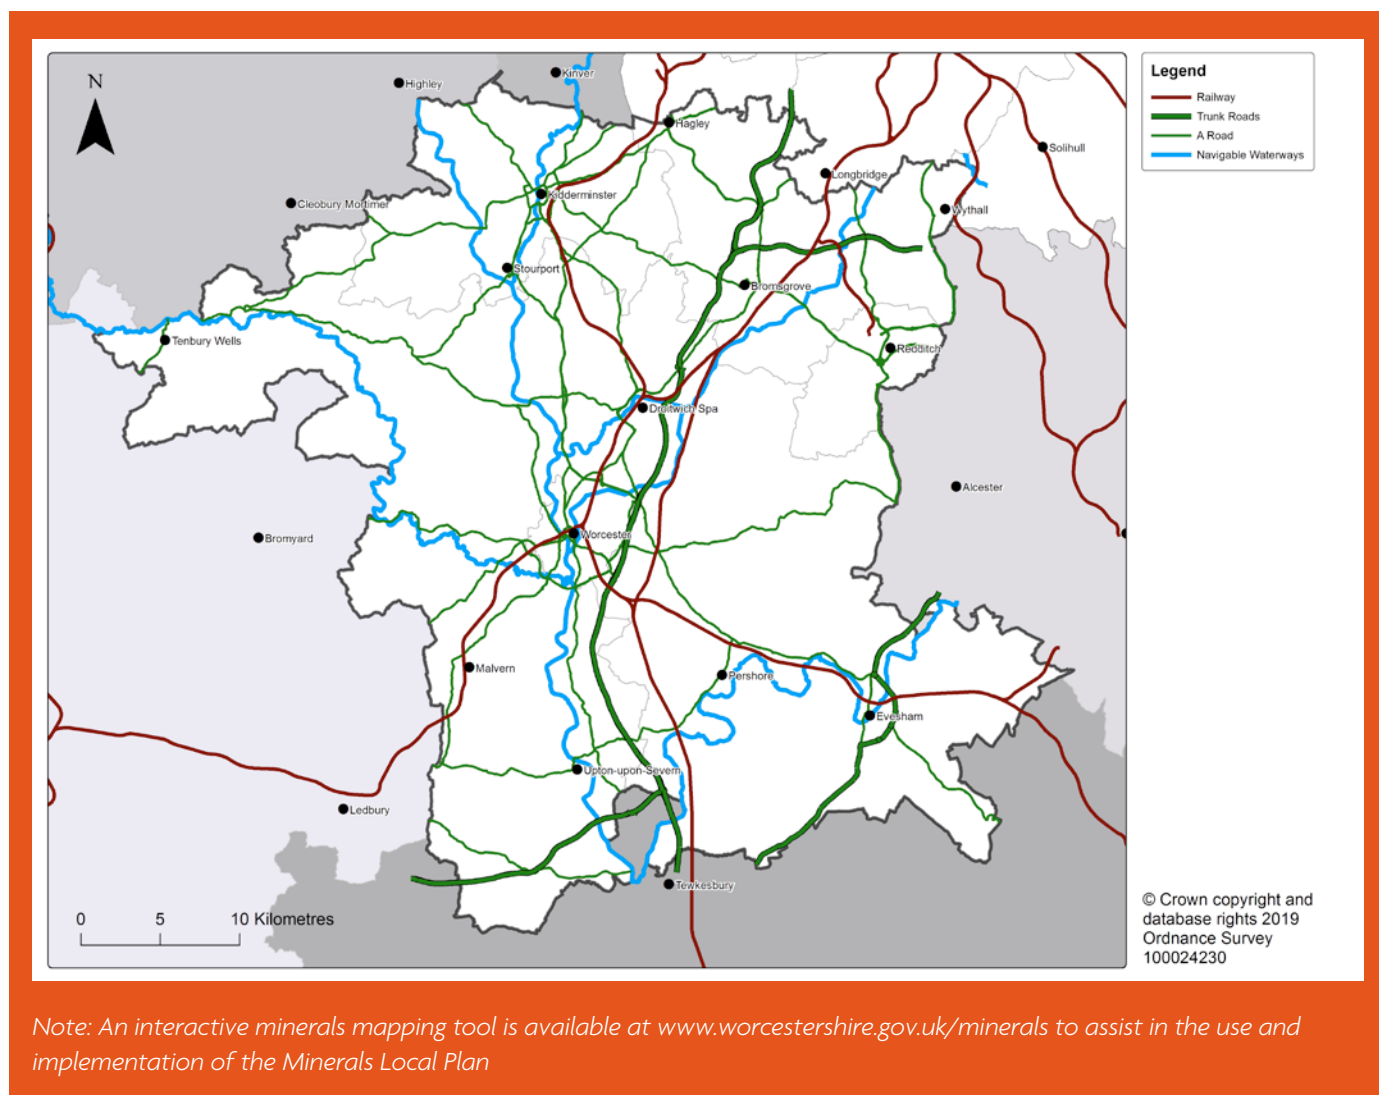 N
Highley
Kinver
Hagley
Solihull
Longbridge
Cleobury Mortimer
Kidderminster
Wythall
Stourport
Bromsgrove
Tenbury Wells
Redditch
Droitwich Spa
Alcester
Bromyard
Worcester
Malvern
Pershore
Evesham
Upton-upon-Severn
Ledbury
Tewkesbury
0 5 10 Kilometres
Legend
Railway
Trunk Roads
A Road
Navigable Waterways
© Crown copyright and
database rights 2019
Ordnance Survey
100024230
Note: An interactive minerals mapping tool is available at www.worcestershire.gov.uk/minerals to assist in the use and
implementation of the Minerals Local Plan